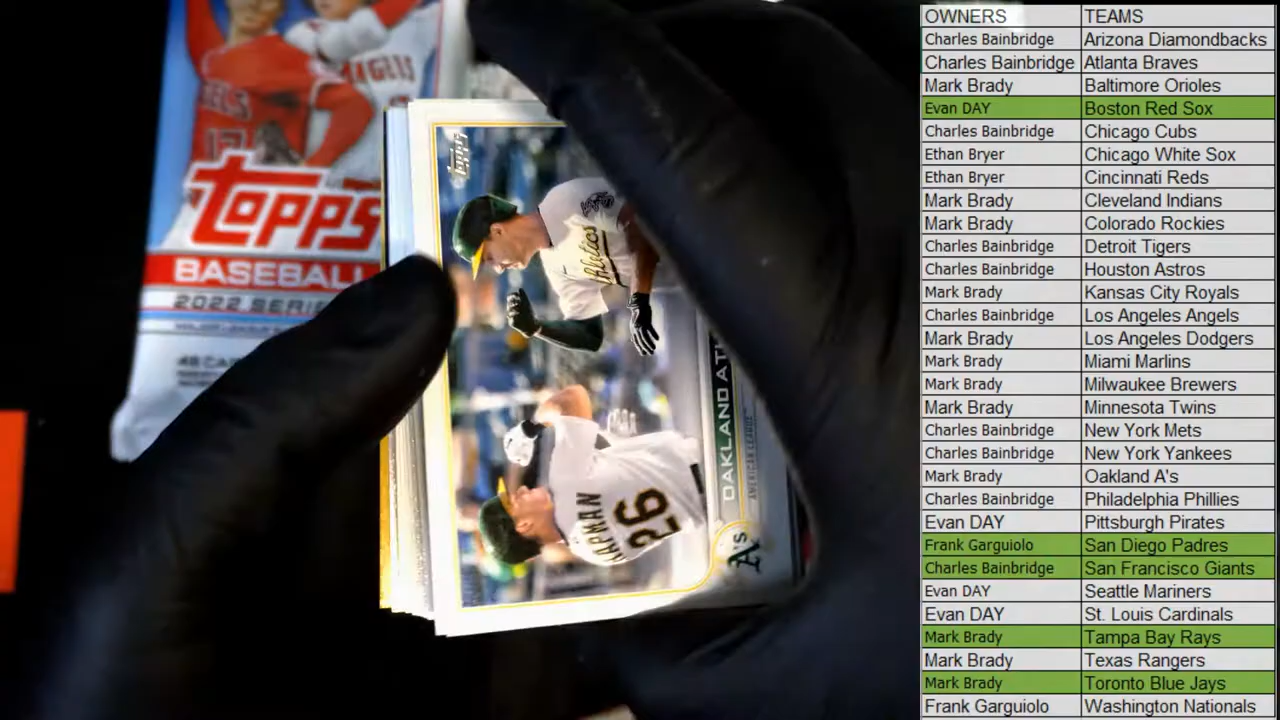 ANGELS
17
TOPPS
BASEBALL
2022 SERIE
Topps
Athletics
OAKLAND ATH
AMERICAN LEAGUE
HAPMAN
26
A's
OWNERS TEAMS
Charles Bainbridge Arizona Diamondbacks
Charles Bainbridge Atlanta Braves
Mark Brady Baltimore Orioles
Evan DAY Boston Red Sox
Charles Bainbridge Chicago Cubs
Ethan Bryer Chicago White Sox
Ethan Bryer Cincinnati Reds
Mark Brady Cleveland Indians
Mark Brady Colorado Rockies
Charles Bainbridge Detroit Tigers
Charles Bainbridge Houston Astros
Mark Brady Kansas City Royals
Charles Bainbridge Los Angeles Angels
Mark Brady Los Angeles Dodgers
Mark Brady Miami Marlins
Mark Brady Milwaukee Brewers
Mark Brady Minnesota Twins
Charles Bainbridge New York Mets
Charles Bainbridge New York Yankees
Mark Brady Oakland A's
Charles Bainbridge Philadelphia Phillies
Evan DAY Pittsburgh Pirates
Frank Garguiolo San Diego Padres
Charles Bainbridge San Francisco Giants
Evan DAY Seattle Mariners
Evan DAY St. Louis Cardinals
Mark Brady Tampa Bay Rays
Mark Brady Texas Rangers
Mark Brady Toronto Blue Jays
Frank Garguiolo Washington Nationals